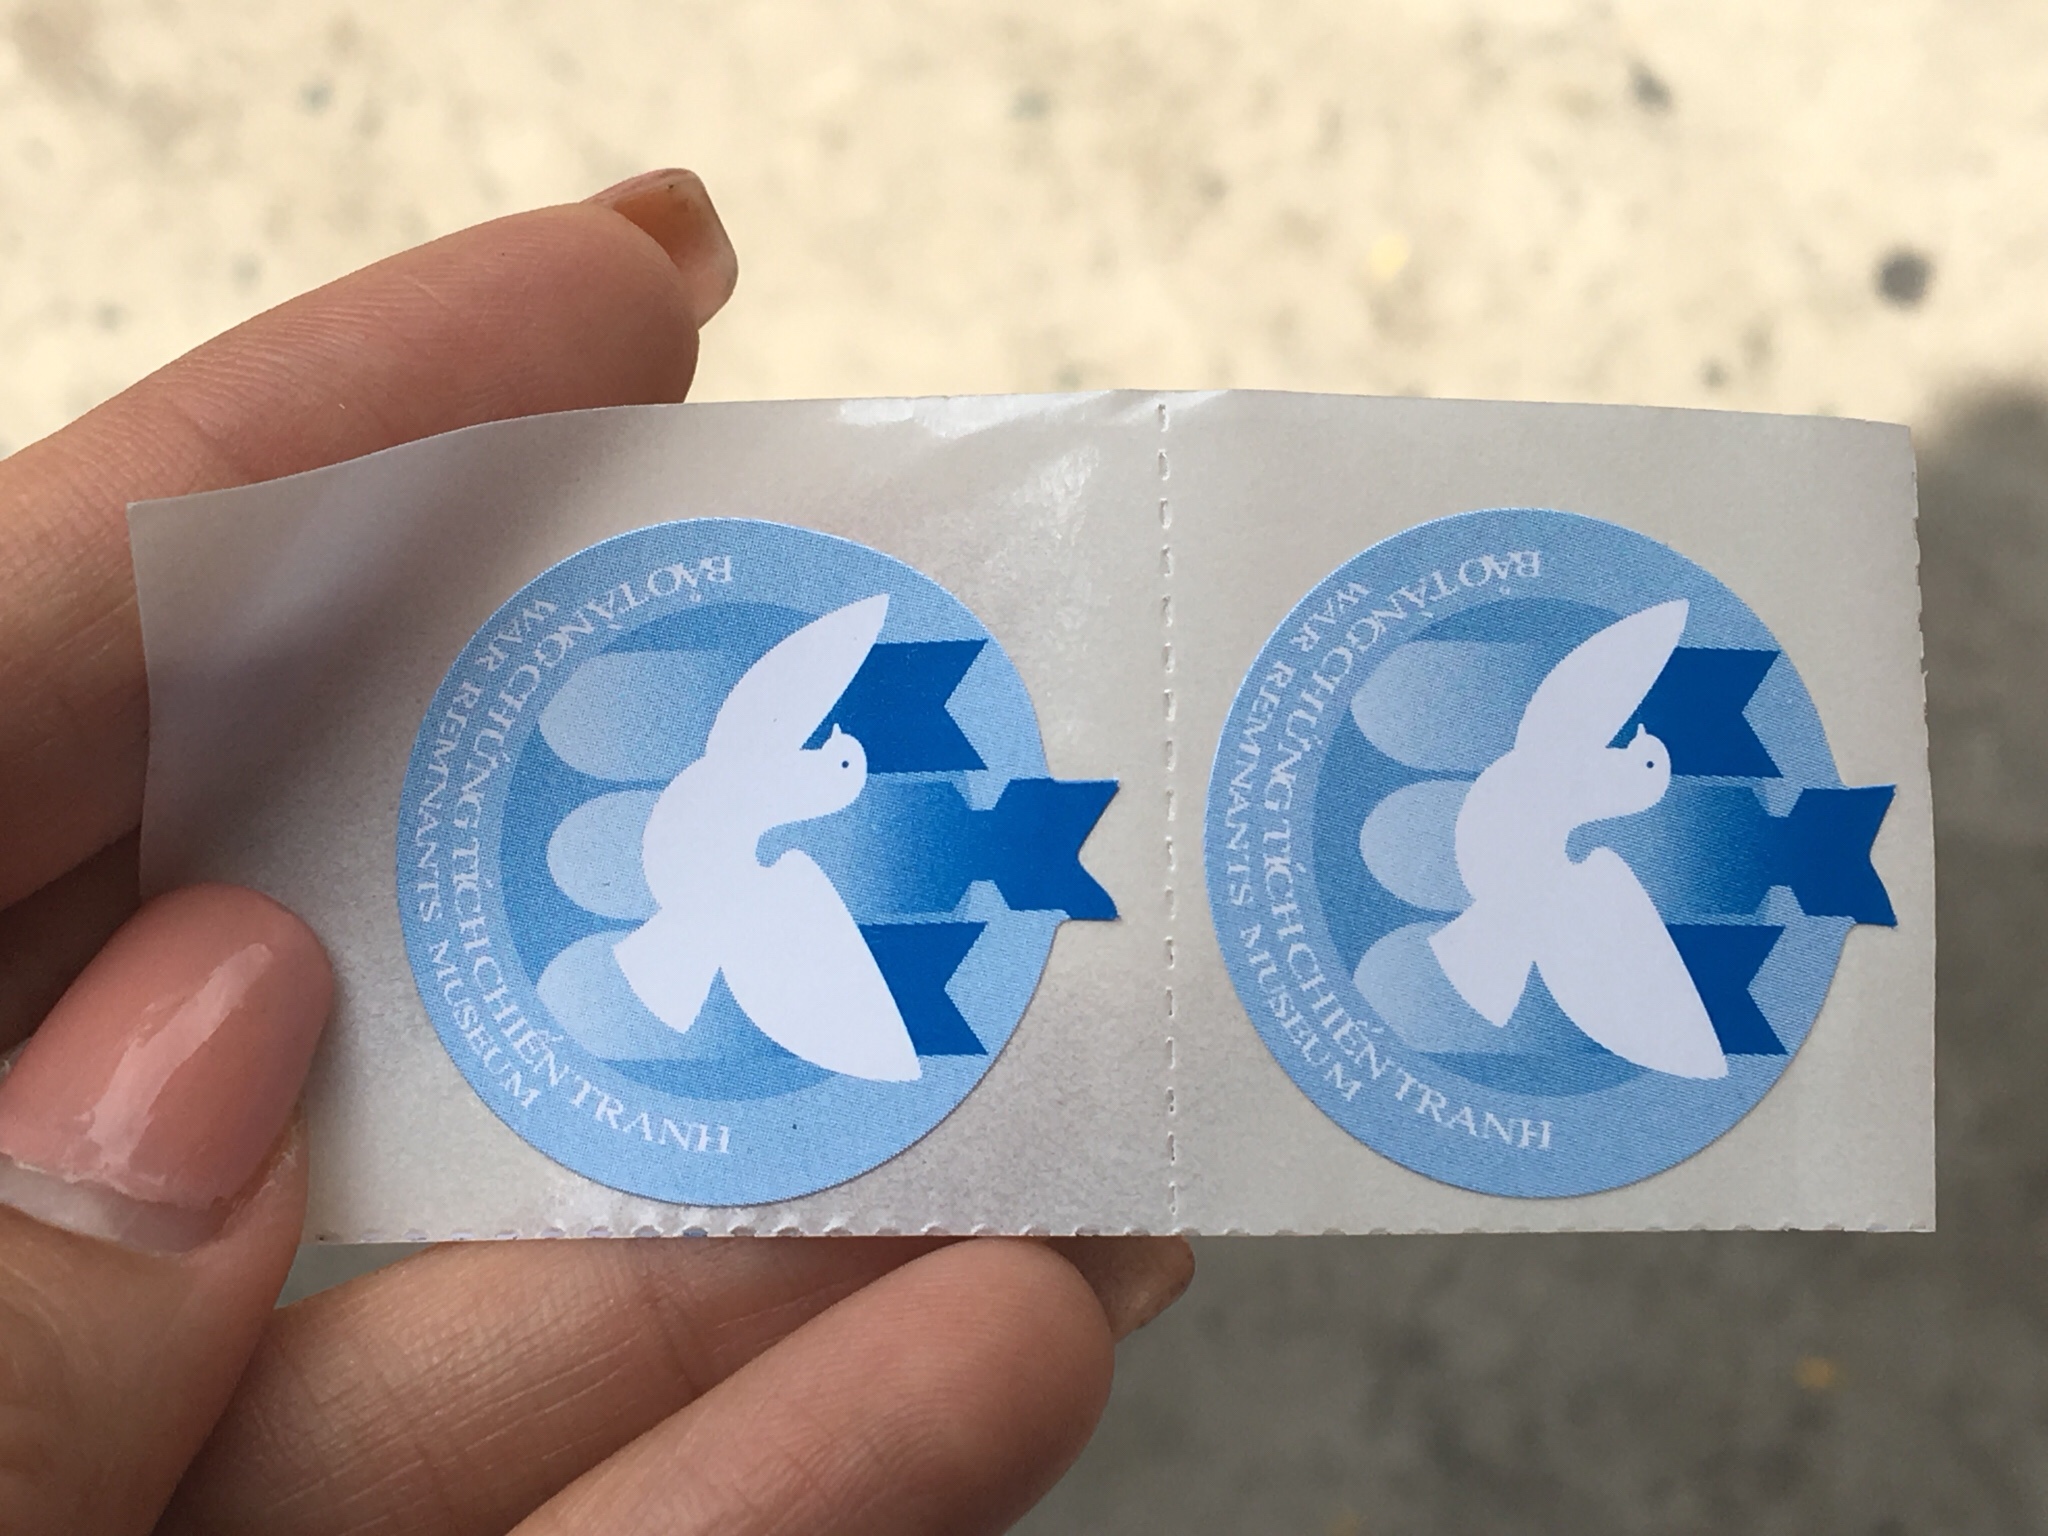 BẢO TÀNG CHỨNG TÍCH CHIẾN TRANH
WAR REMNANTS MUSEUM
BẢO TÀNG CHỨNG TÍCH CHIẾN TRANH
WAR REMNANTS MUSEUM